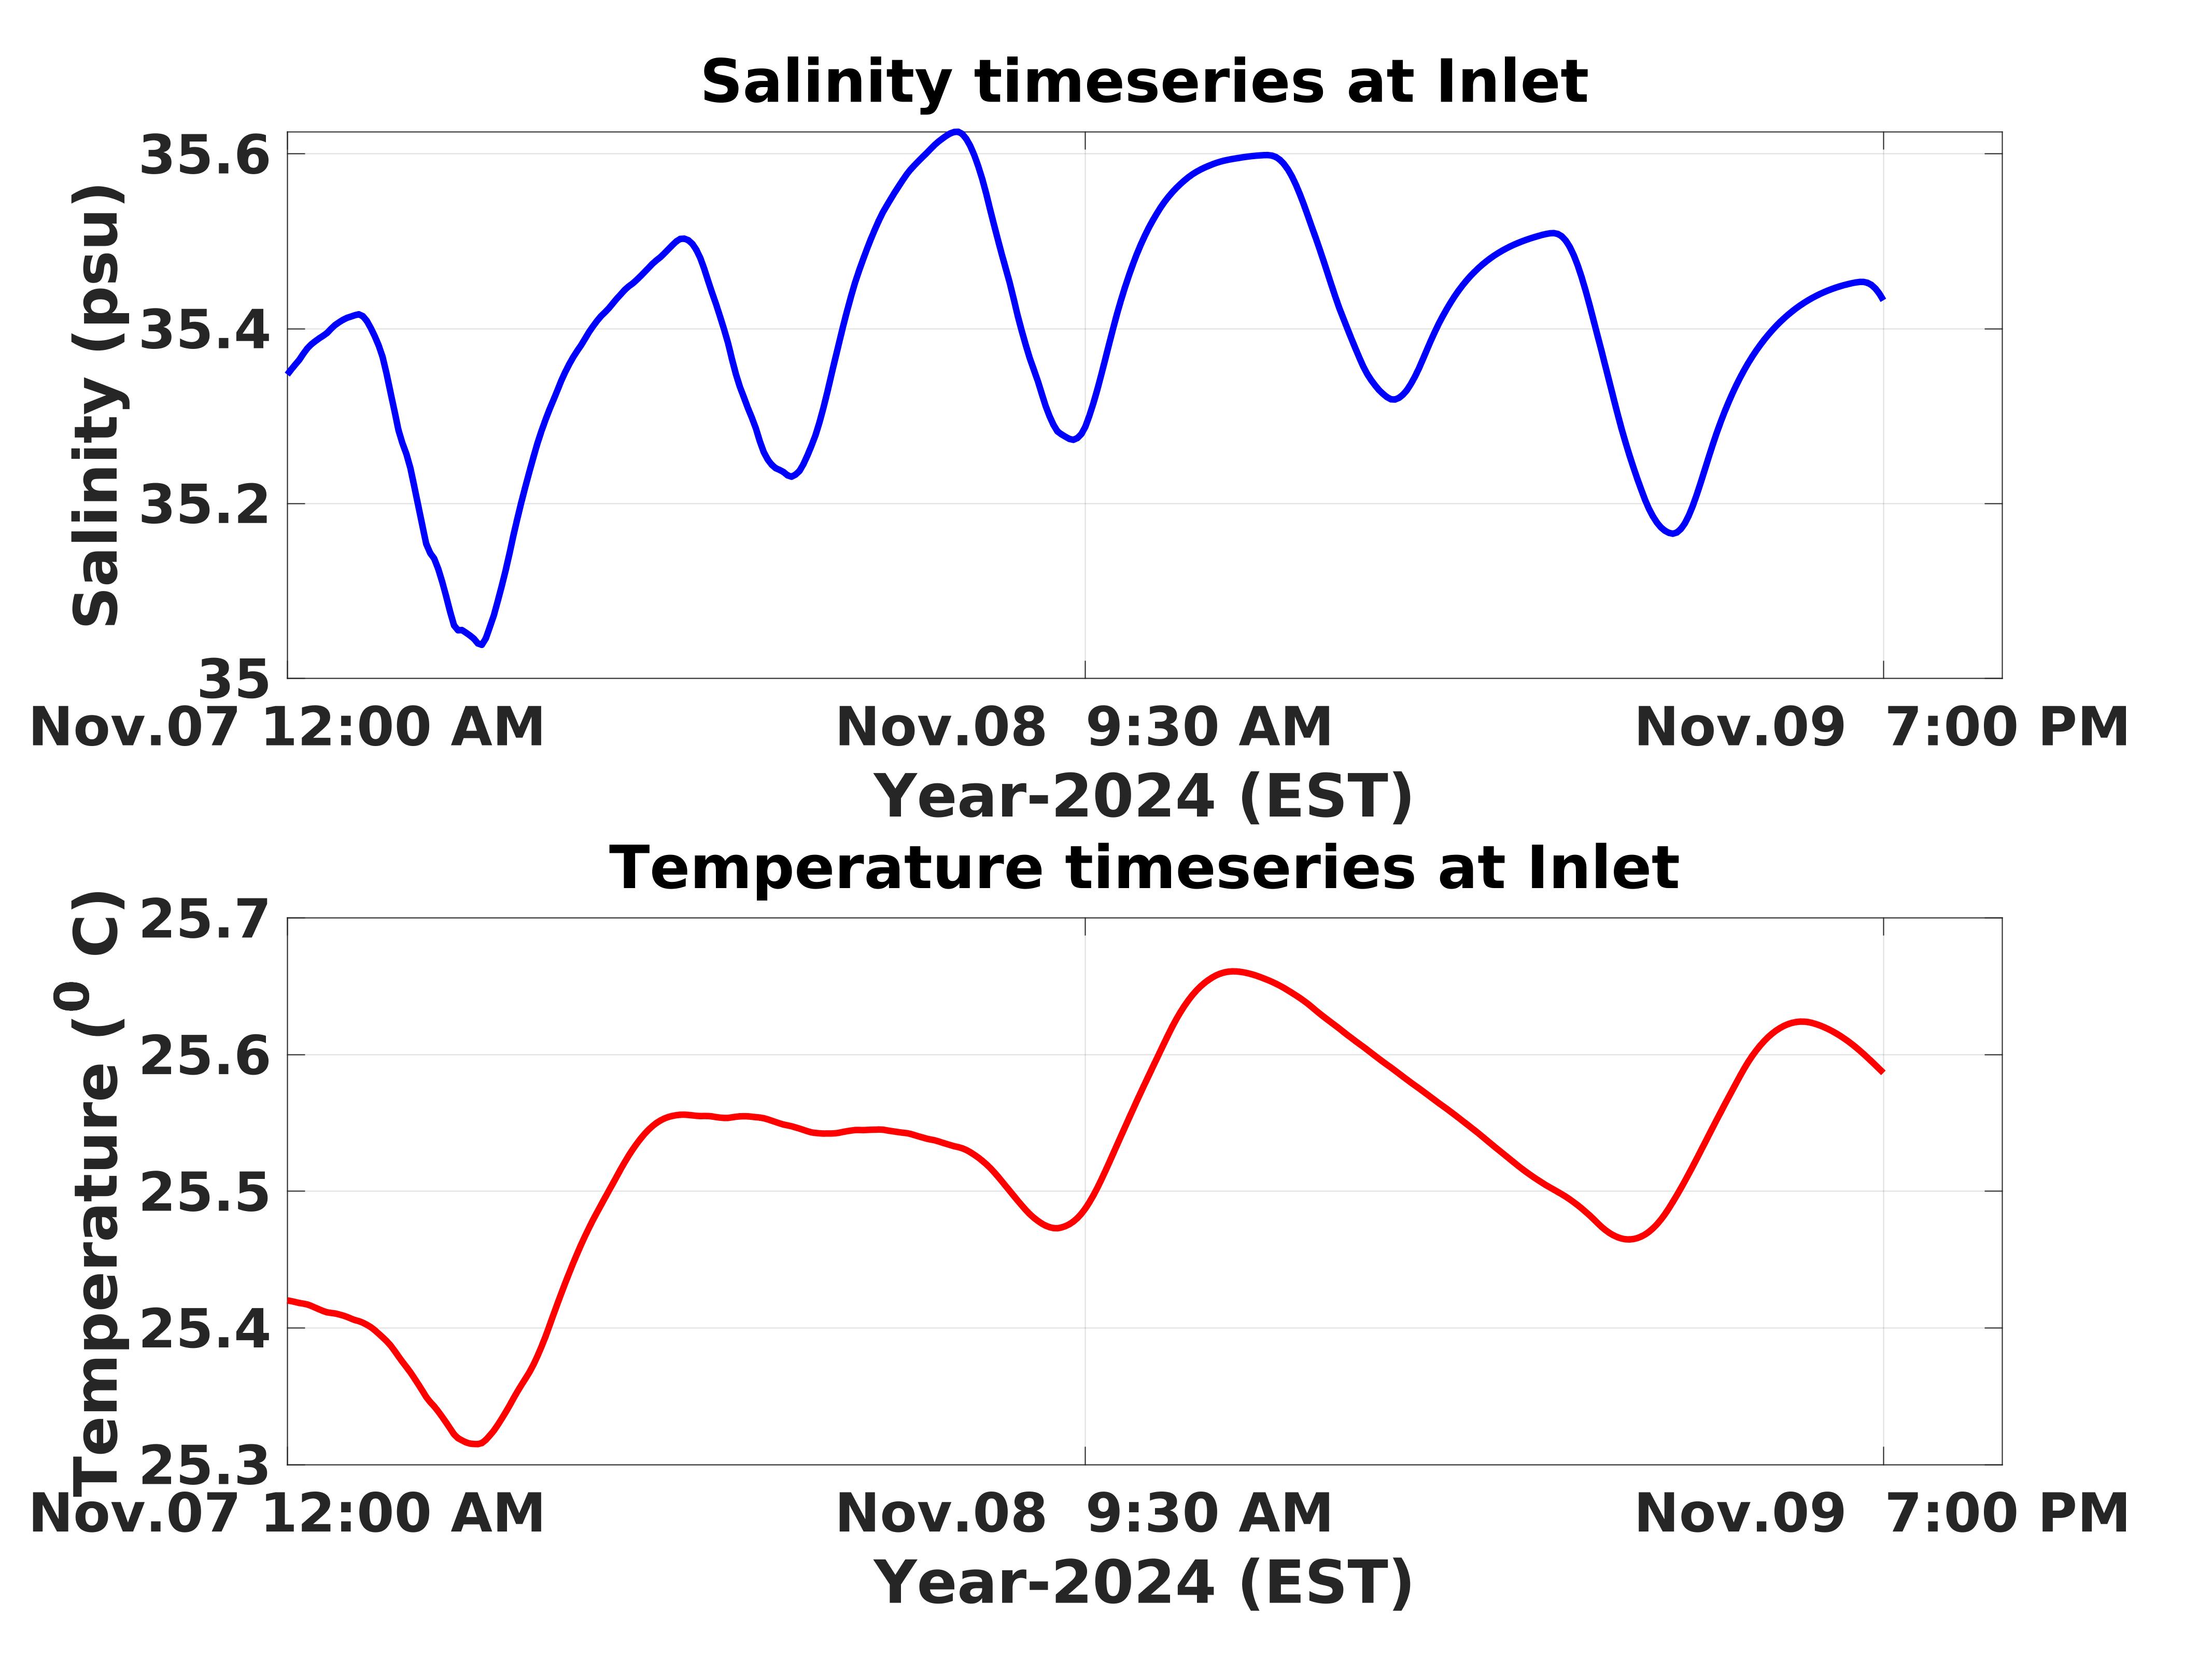 Salinity timeseries at Inlet
Salinity (psu)
35.6
35.4
35.2
35
Nov.07 12:00 AM
Nov.08 9:30 AM
Nov.09 7:00 PM
Year-2024 (EST)
Temperature timeseries at Inlet
Temperature (⁰ C)
25.7
25.6
25.5
25.4
25.3
Nov.07 12:00 AM
Nov.08 9:30 AM
Nov.09 7:00 PM
Year-2024 (EST)